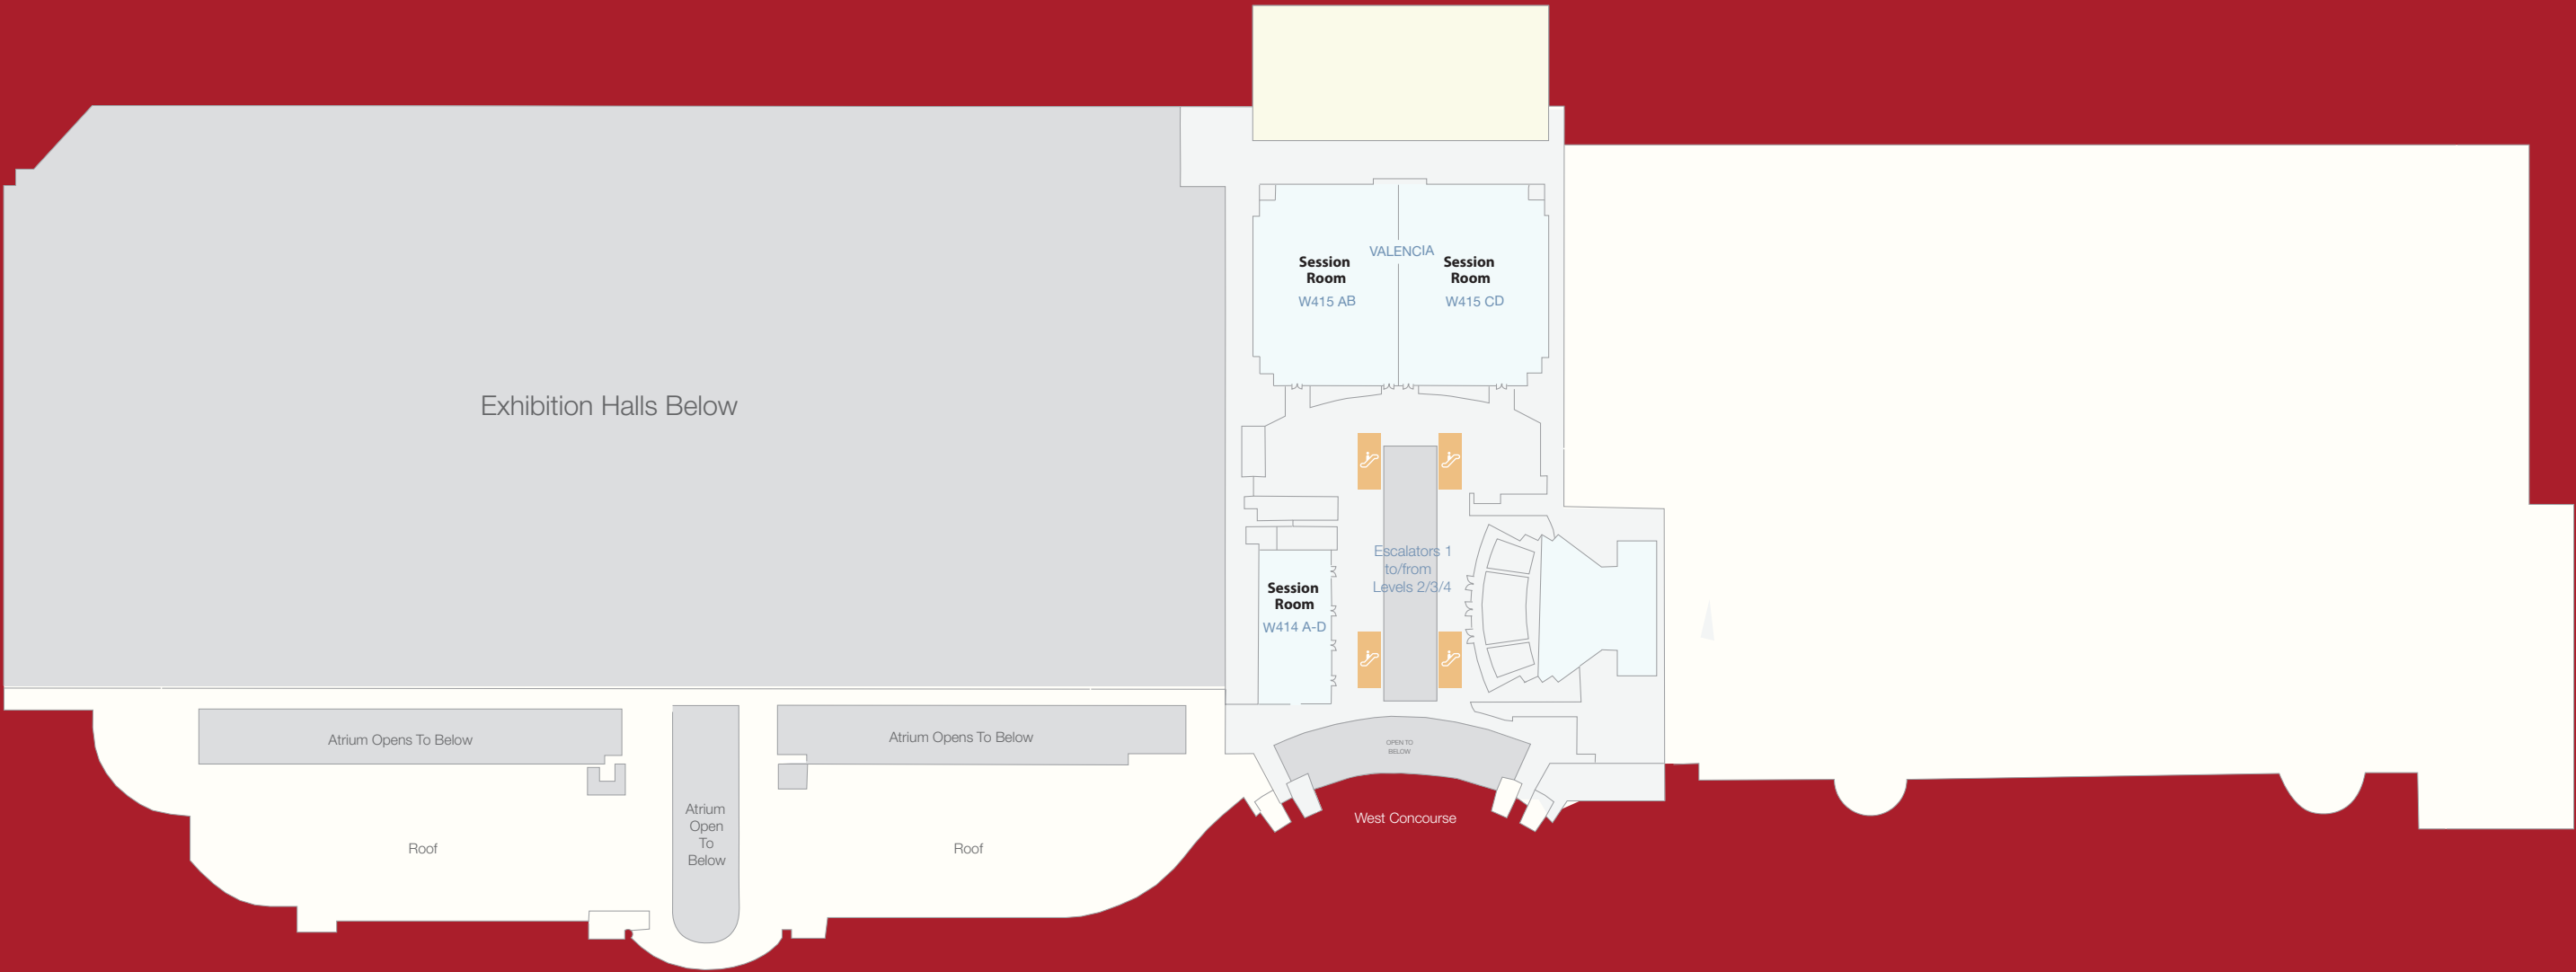 VALENCIA
Session
Room
W415 AB
Session
Room
W415 CD
Exhibition Halls Below
Escalators 1
to/from
Levels 2/3/4
Session
Room
W414 A-D
Atrium Opens To Below
Atrium Opens To Below
OPEN TO
BELOW
Atrium
Open
To
Below
West Concourse
Roof
Roof